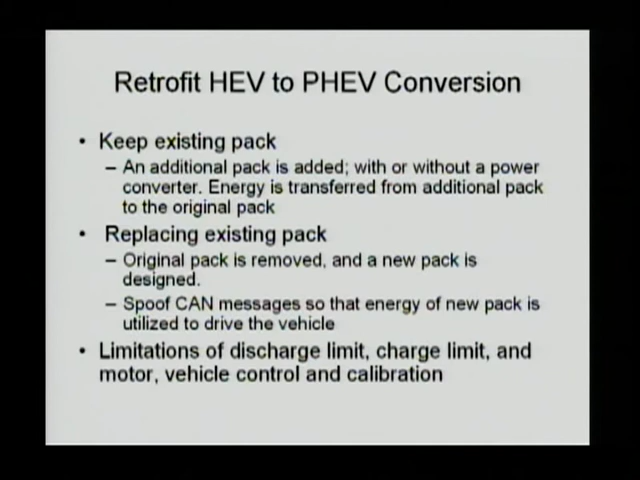 Retrofit HEV to PHEV Conversion
• Keep existing pack
– An additional pack is added; with or without a power
converter. Energy is transferred from additional pack
to the original pack
• Replacing existing pack
– Original pack is removed, and a new pack is
designed.
– Spoof CAN messages so that energy of new pack is
utilized to drive the vehicle
• Limitations of discharge limit, charge limit, and
motor, vehicle control and calibration